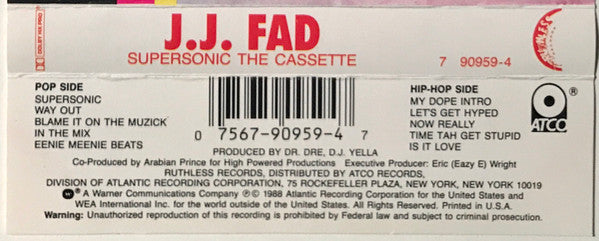 DOLBY HX PRO
J.J. FAD
SUPERSONIC THE CASSETTE
7 90959-4
RUTHLESS
POP SIDE
SUPERSONIC
WAY OUT
BLAME IT ON THE MUZICK
IN THE MIX
EENIE MEENIE BEATS
0 7567-90959-4 7
HIP-HOP SIDE
MY DOPE INTRO
LET'S GET HYPED
NOW REALLY
TIME TAH GET STUPID
IS IT LOVE
ATCO ®
PRODUCED BY DR. DRE, D.J. YELLA
Co-Produced by Arabian Prince for High Powered Productions Executive Producer: Eric (Eazy E) Wright
RUTHLESS RECORDS, DISTRIBUTED BY ATCO RECORDS,
DIVISION OF ATLANTIC RECORDING CORPORATION, 75 ROCKEFELLER PLAZA, NEW YORK, NEW YORK 10019
A Warner Communications Company ℗ © 1988 Atlantic Recording Corporation for the United States and
WEA International Inc. for the world outside of the United States. All Rights Reserved. Printed in U.S.A.
Warning: Unauthorized reproduction of this recording is prohibited by Federal law and subject to criminal prosecution.